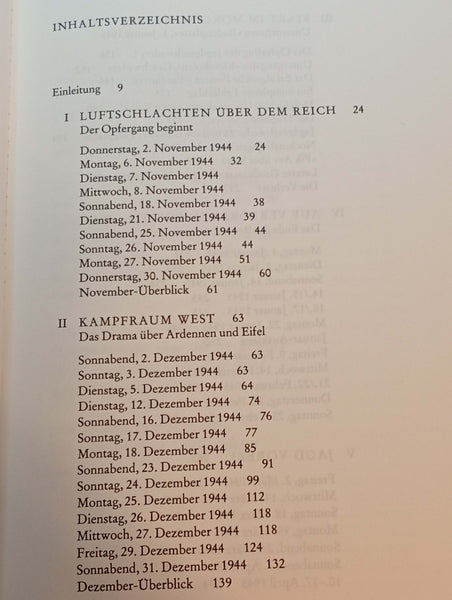 INHALTSVERZEICHNIS
Einleitung 9
I LUFTSCHLACHTEN ÜBER DEM REICH 24
Der Opfergang beginnt
Donnerstag, 2. November 1944 24
Montag, 6. November 1944 32
Dienstag, 7. November 1944
Mittwoch, 8. November 1944
Sonnabend, 18. November 1944 38
Dienstag, 21. November 1944 39
Sonnabend, 25. November 1944 44
Sonntag, 26. November 1944 44
Montag, 27. November 1944 51
Donnerstag, 30. November 1944 60
November-Überblick 61
II KAMPFRAUM WEST 63
Das Drama über Ardennen und Eifel
Sonnabend, 2. Dezember 1944 63
Sonntag, 3. Dezember 1944 63
Dienstag, 5. Dezember 1944 64
Dienstag, 12. Dezember 1944 74
Sonnabend, 16. Dezember 1944 76
Sonntag, 17. Dezember 1944 77
Montag, 18. Dezember 1944 85
Sonnabend, 23. Dezember 1944 91
Sonntag, 24. Dezember 1944 99
Montag, 25. Dezember 1944 112
Dienstag, 26. Dezember 1944 118
Mittwoch, 27. Dezember 1944 118
Freitag, 29. Dezember 1944 124
Sonnabend, 31. Dezember 1944 132
Dezember-Überblick 139